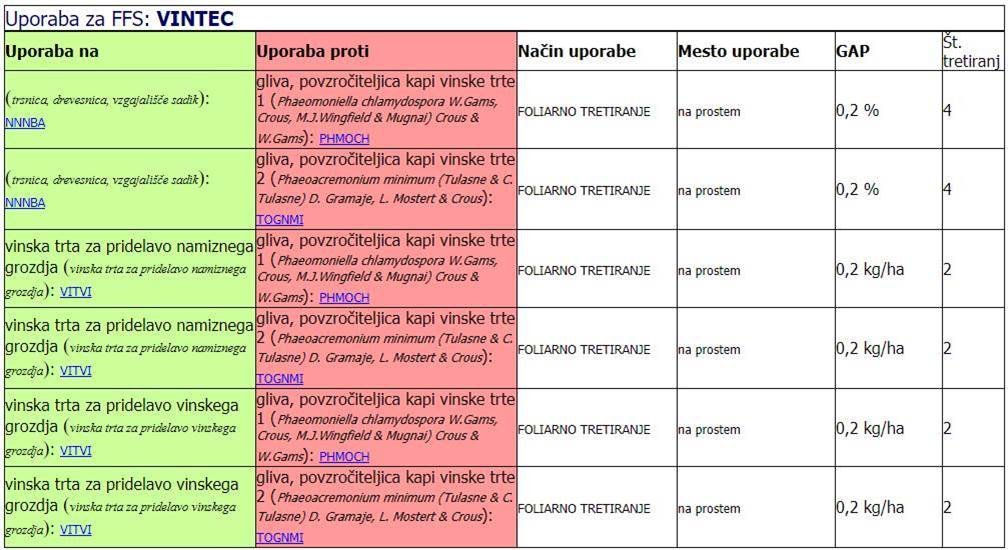 Uporaba za FFS: VINTEC
Uporaba na
Uporaba proti
Način uporabe
Mesto uporabe
GAP
Št.
tretiranj
(trsnica, drevesnica, vzgajališče sadik):
NNNBA
gliva, povzročiteljica kapi vinske trte
1 (Phaeomoniella chlamydospora W.Gams,
Crous, M.J.Wingfield & Mugnai) Crous &
W.Gams): PHMOCH
FOLIARNO TRETIRANJE
na prostem
0,2 %
4
(trsnica, drevesnica, vzgajališče sadik):
NNNBA
gliva, povzročiteljica kapi vinske trte
2 (Phaeoacremonium minimum (Tulasne & C.
Tulasne) D. Gramaje, L. Mostert & Crous):
TOGNMI
FOLIARNO TRETIRANJE
na prostem
0,2 %
4
vinska trta za pridelavo namiznega
grozdja (vinska trta za pridelavo namiznega
grozdja): VITVI
gliva, povzročiteljica kapi vinske trte
1 (Phaeomoniella chlamydospora W.Gams,
Crous, M.J.Wingfield & Mugnai) Crous &
W.Gams): PHMOCH
FOLIARNO TRETIRANJE
na prostem
0,2 kg/ha
2
vinska trta za pridelavo namiznega
grozdja (vinska trta za pridelavo namiznega
grozdja): VITVI
gliva, povzročiteljica kapi vinske trte
2 (Phaeoacremonium minimum (Tulasne & C.
Tulasne) D. Gramaje, L. Mostert & Crous):
TOGNMI
FOLIARNO TRETIRANJE
na prostem
0,2 kg/ha
2
vinska trta za pridelavo vinskega
grozdja (vinska trta za pridelavo vinskega
grozdja): VITVI
gliva, povzročiteljica kapi vinske trte
1 (Phaeomoniella chlamydospora W.Gams,
Crous, M.J.Wingfield & Mugnai) Crous &
W.Gams): PHMOCH
FOLIARNO TRETIRANJE
na prostem
0,2 kg/ha
2
vinska trta za pridelavo vinskega
grozdja (vinska trta za pridelavo vinskega
grozdja): VITVI
gliva, povzročiteljica kapi vinske trte
2 (Phaeoacremonium minimum (Tulasne & C.
Tulasne) D. Gramaje, L. Mostert & Crous):
TOGNMI
FOLIARNO TRETIRANJE
na prostem
0,2 kg/ha
2